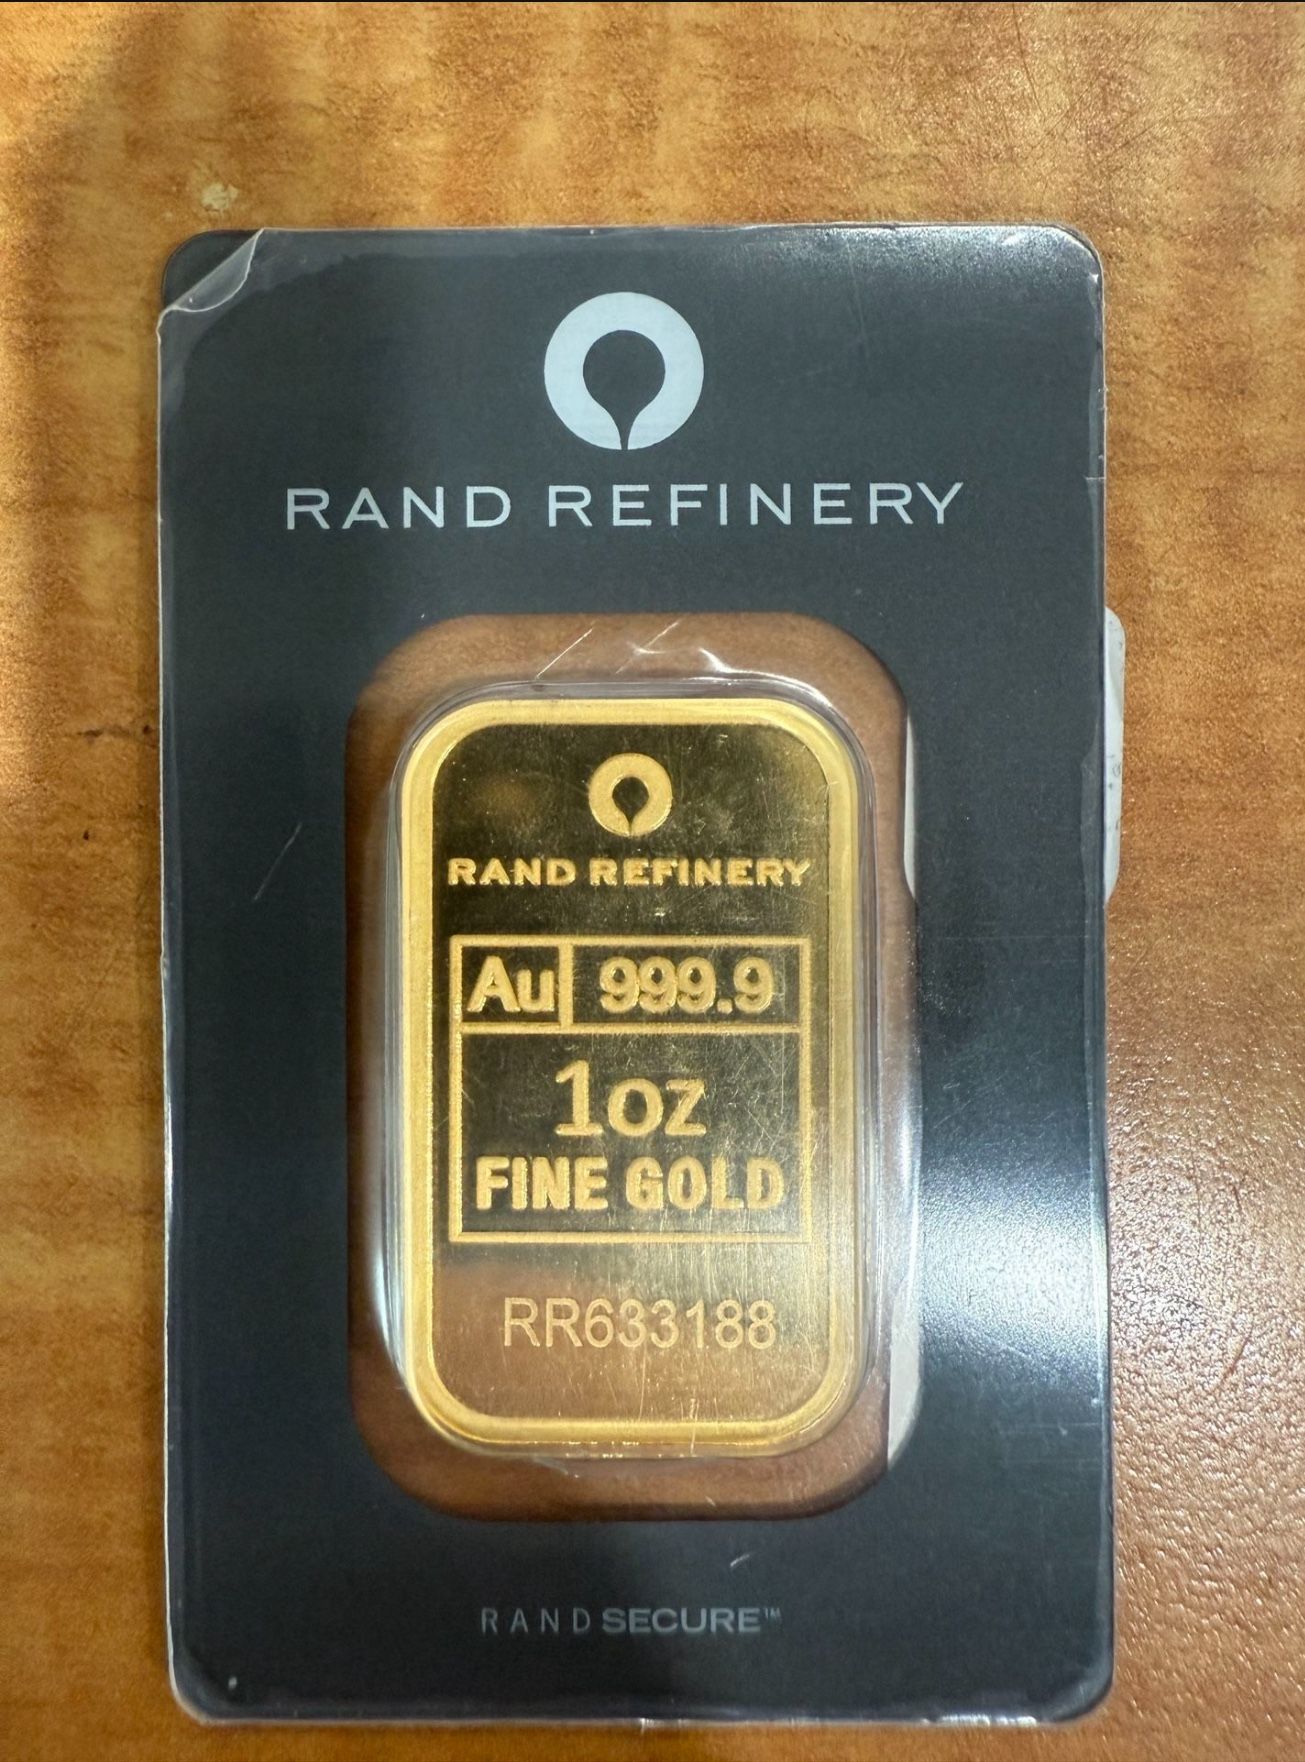 RAND REFINERY
RAND REFINERY
Au 999.9
1oz
FINE GOLD
RR633188
RANDSECURE™